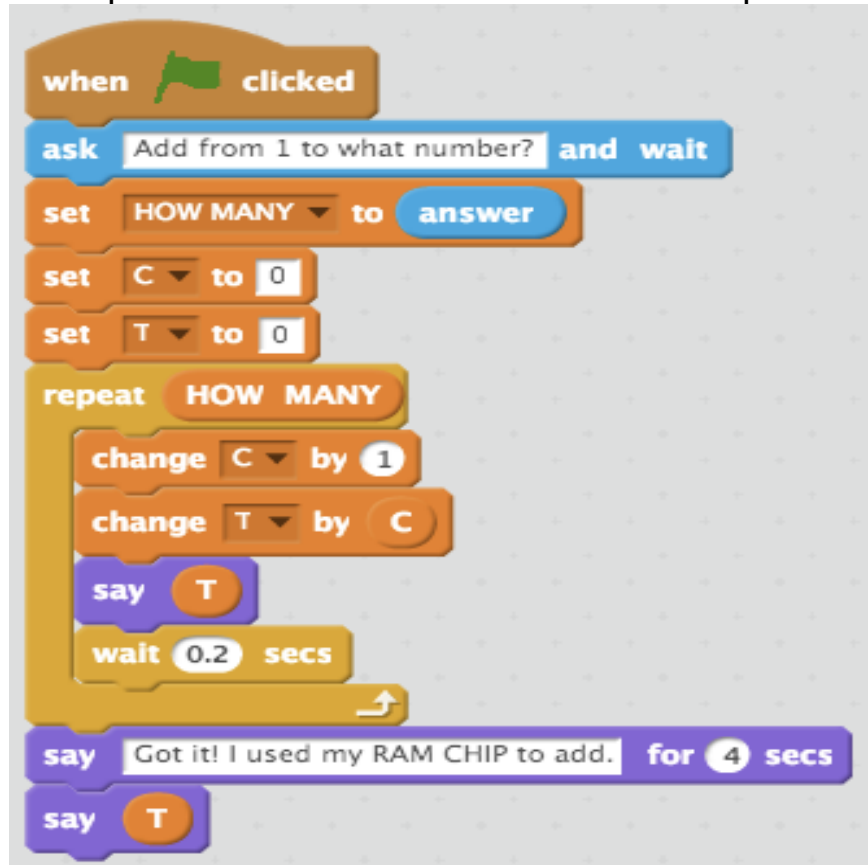 when clicked
ask Add from 1 to what number? and wait
set HOW MANY to answer
set C to 0
set T to 0
repeat HOW MANY
change C by 1
change T by C
say T
wait 0.2 secs
say Got it! I used my RAM CHIP to add. for 4 secs
say T